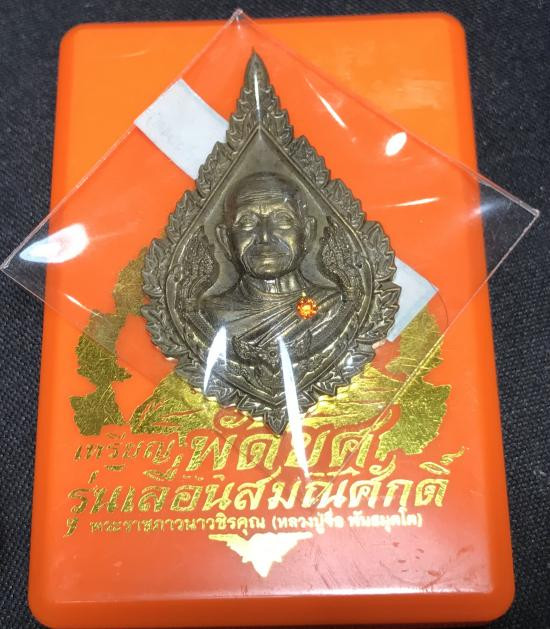 เหรียญ พัดยศ
รุ่นเลื่อนสมณศักดิ์
พระราชภาวนาวชิรคุณ (หลวงปู่จื่อ พันธมุตโต)